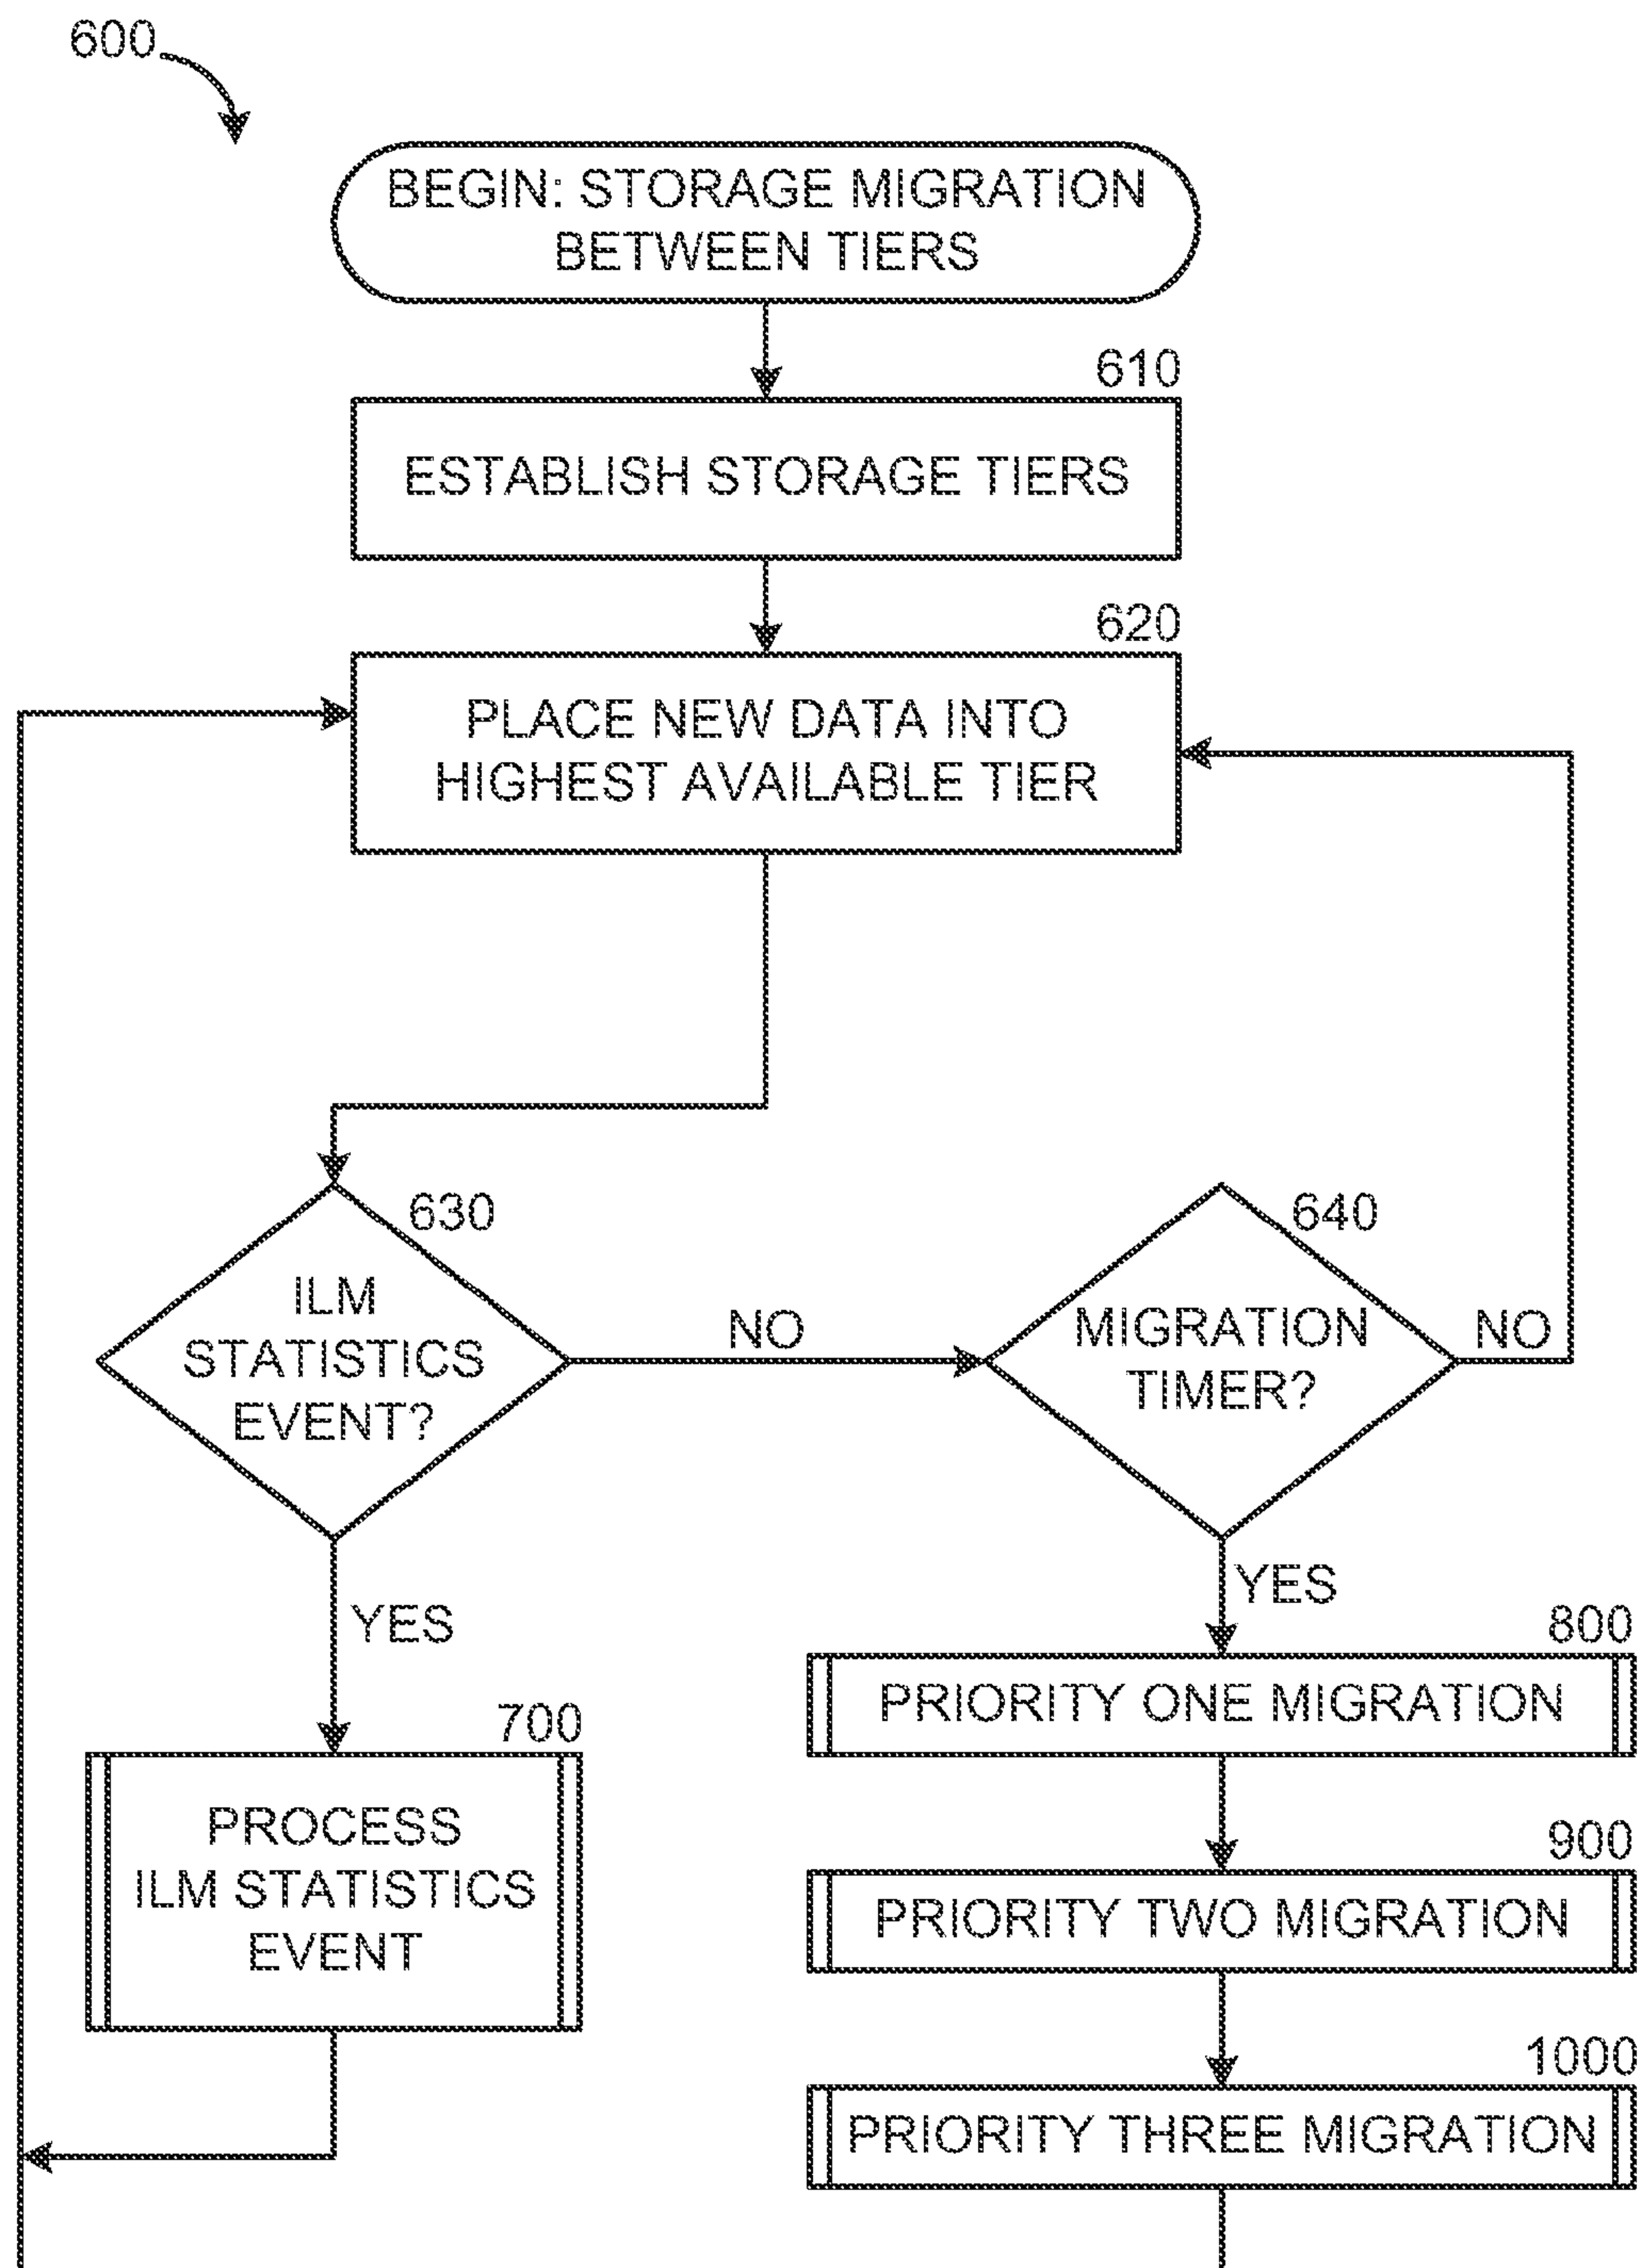 600
BEGIN: STORAGE MIGRATION
BETWEEN TIERS
610
ESTABLISH STORAGE TIERS
620
PLACE NEW DATA INTO
HIGHEST AVAILABLE TIER
630
ILM
STATISTICS
EVENT?
NO
640
MIGRATION
TIMER?
NO
YES
YES
700
PROCESS
ILM STATISTICS
EVENT
800
PRIORITY ONE MIGRATION
900
PRIORITY TWO MIGRATION
1000
PRIORITY THREE MIGRATION